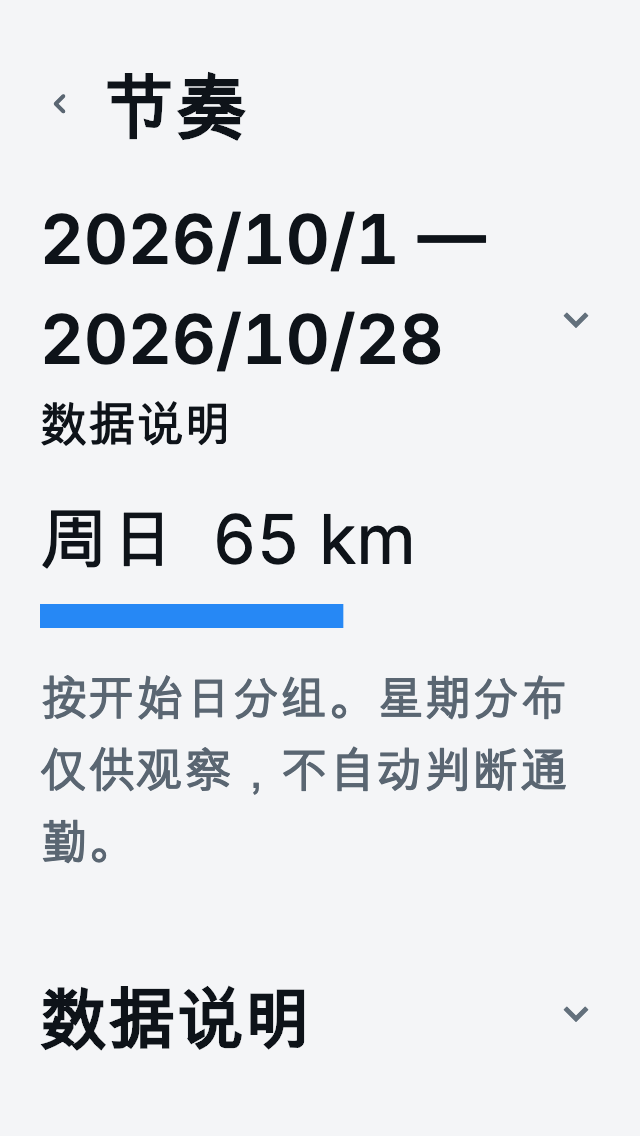 节奏
2026/10/1 —
2026/10/28
数据说明
周日 65 km
按开始日分组。星期分布
仅供观察，不自动判断通
勤。
数据说明